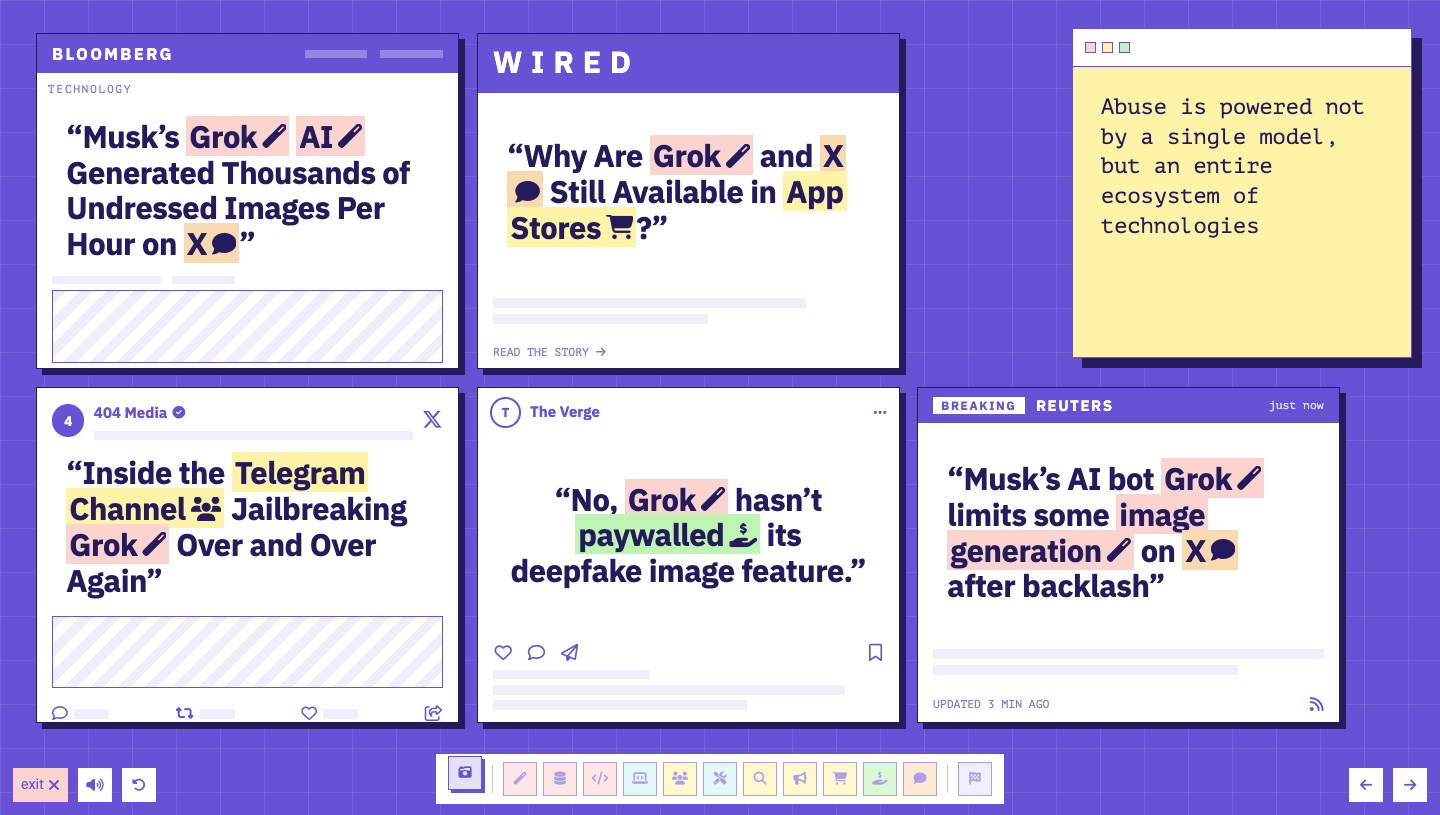 BLOOMBERG
TECHNOLOGY
“Musk’s Grok AI
Generated Thousands of
Undressed Images Per
Hour on X”
WIRED
“Why Are Grok and X
Still Available in App
Stores?”
READ THE STORY →
Abuse is powered not
by a single model,
but an entire
ecosystem of
technologies
4
404 Media
“Inside the Telegram
Channel Jailbreaking
Grok Over and Over
Again”
T
The Verge
“No, Grok hasn’t
paywalled its
deepfake image feature.”
BREAKING REUTERS just now
“Musk’s AI bot Grok
limits some image
generation on X
after backlash”
UPDATED 3 MIN AGO
exit